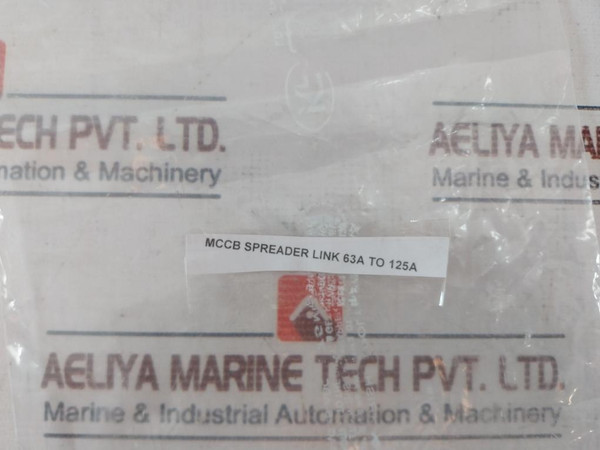 ECH PVT. LTD.
mation & Machinery
AELIYA MA
Marine & Indus
MCCB SPREADER LINK 63A TO 125A
AELIYA MARINE TECH PVT. LTD.
Marine & Industrial Automation & Machinery